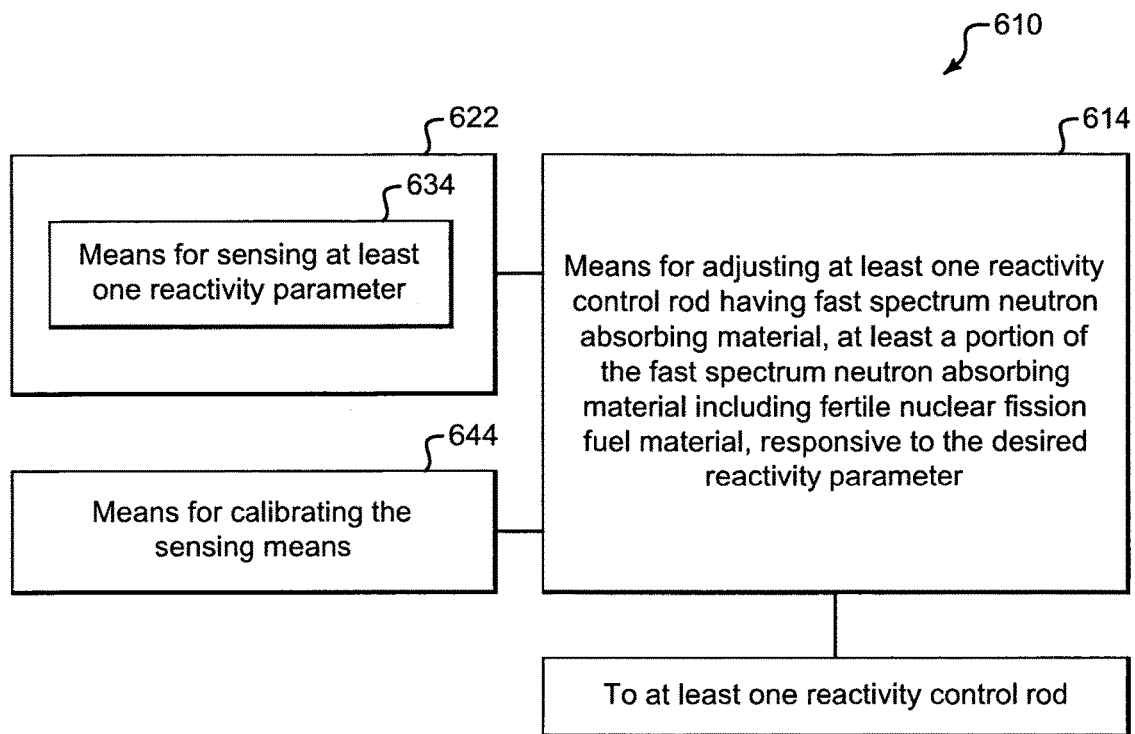 610
622
614
634
Means for sensing at least
one reactivity parameter
Means for adjusting at least one reactivity
control rod having fast spectrum neutron
absorbing material, at least a portion of
the fast spectrum neutron absorbing
material including fertile nuclear fission
fuel material, responsive to the desired
reactivity parameter
644
Means for calibrating the
sensing means
To at least one reactivity control rod